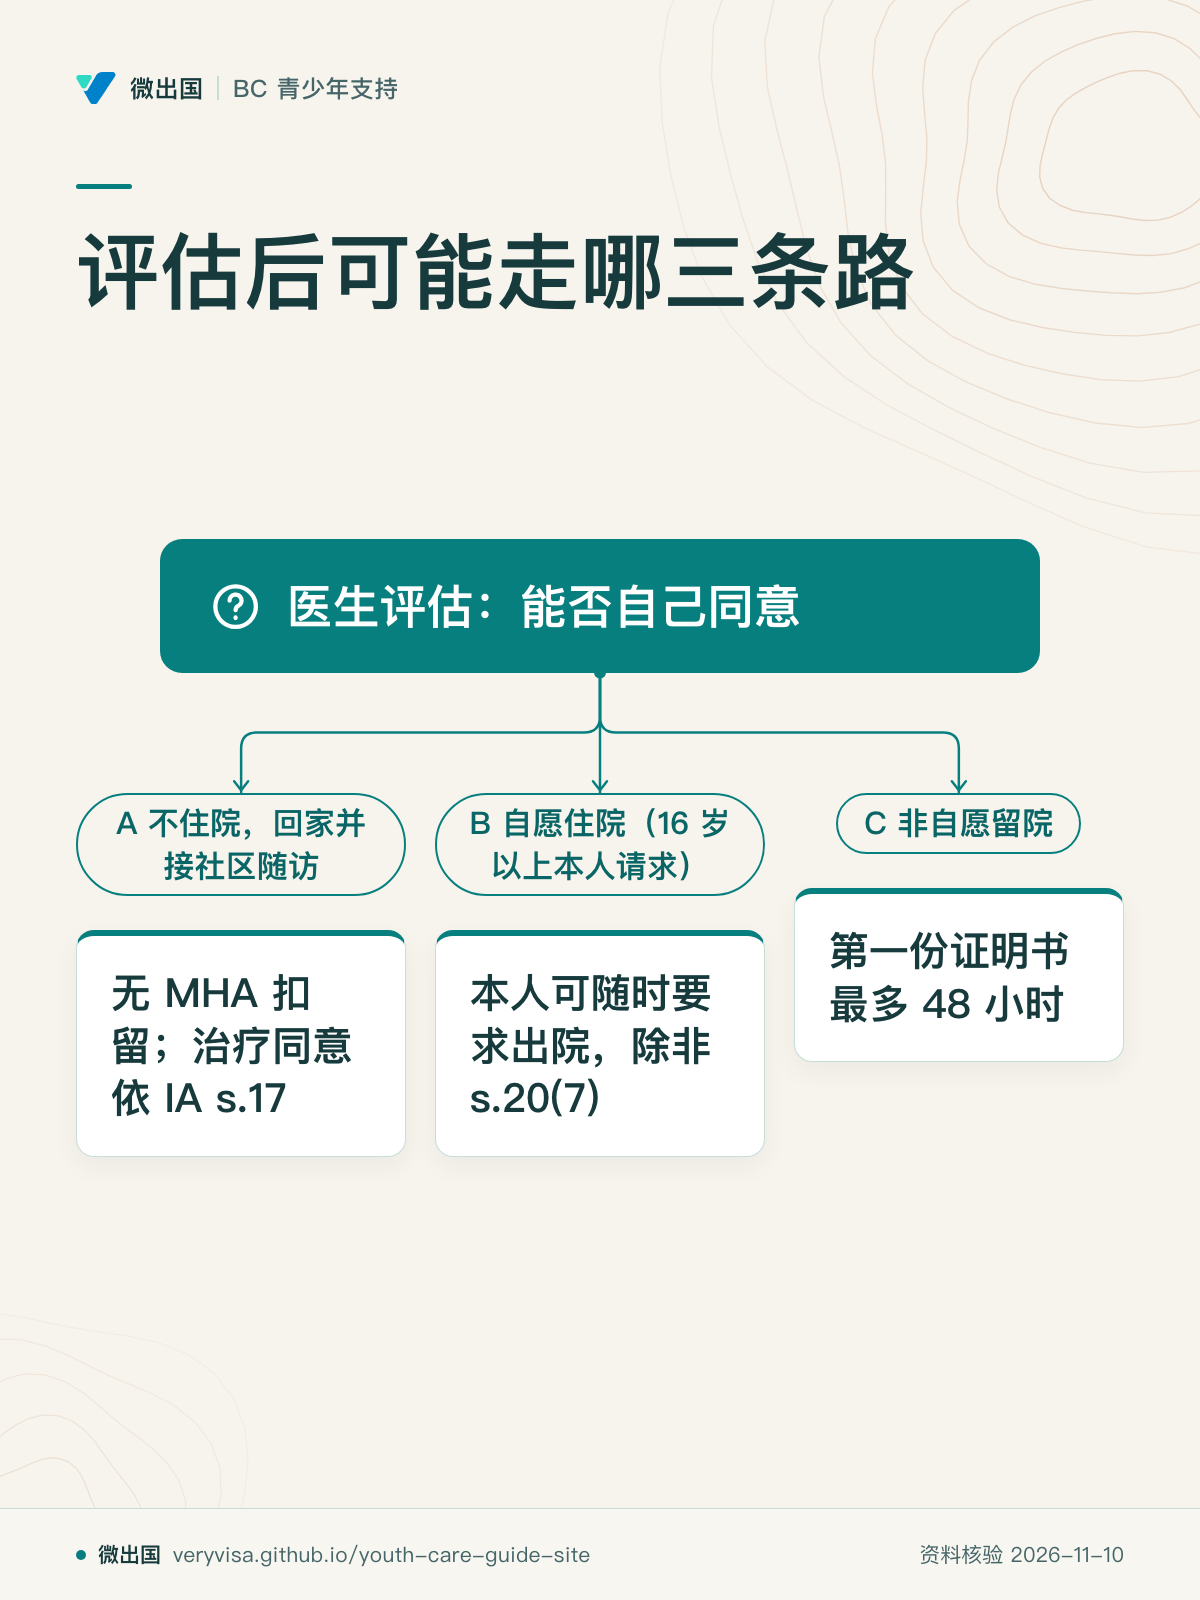 微出国 | BC 青少年支持
评估后可能走哪三条路
医生评估：能否自己同意
A 不住院，回家并
接社区随访
B 自愿住院（16 岁
以上本人请求）
C 非自愿留院
无 MHA 扣
留；治疗同意
依 IA s.17
本人可随时要
求出院，除非
s.20(7)
第一份证明书
最多 48 小时
微出国 veryvisa.github.io/youth-care-guide-site
资料核验 2026-11-10